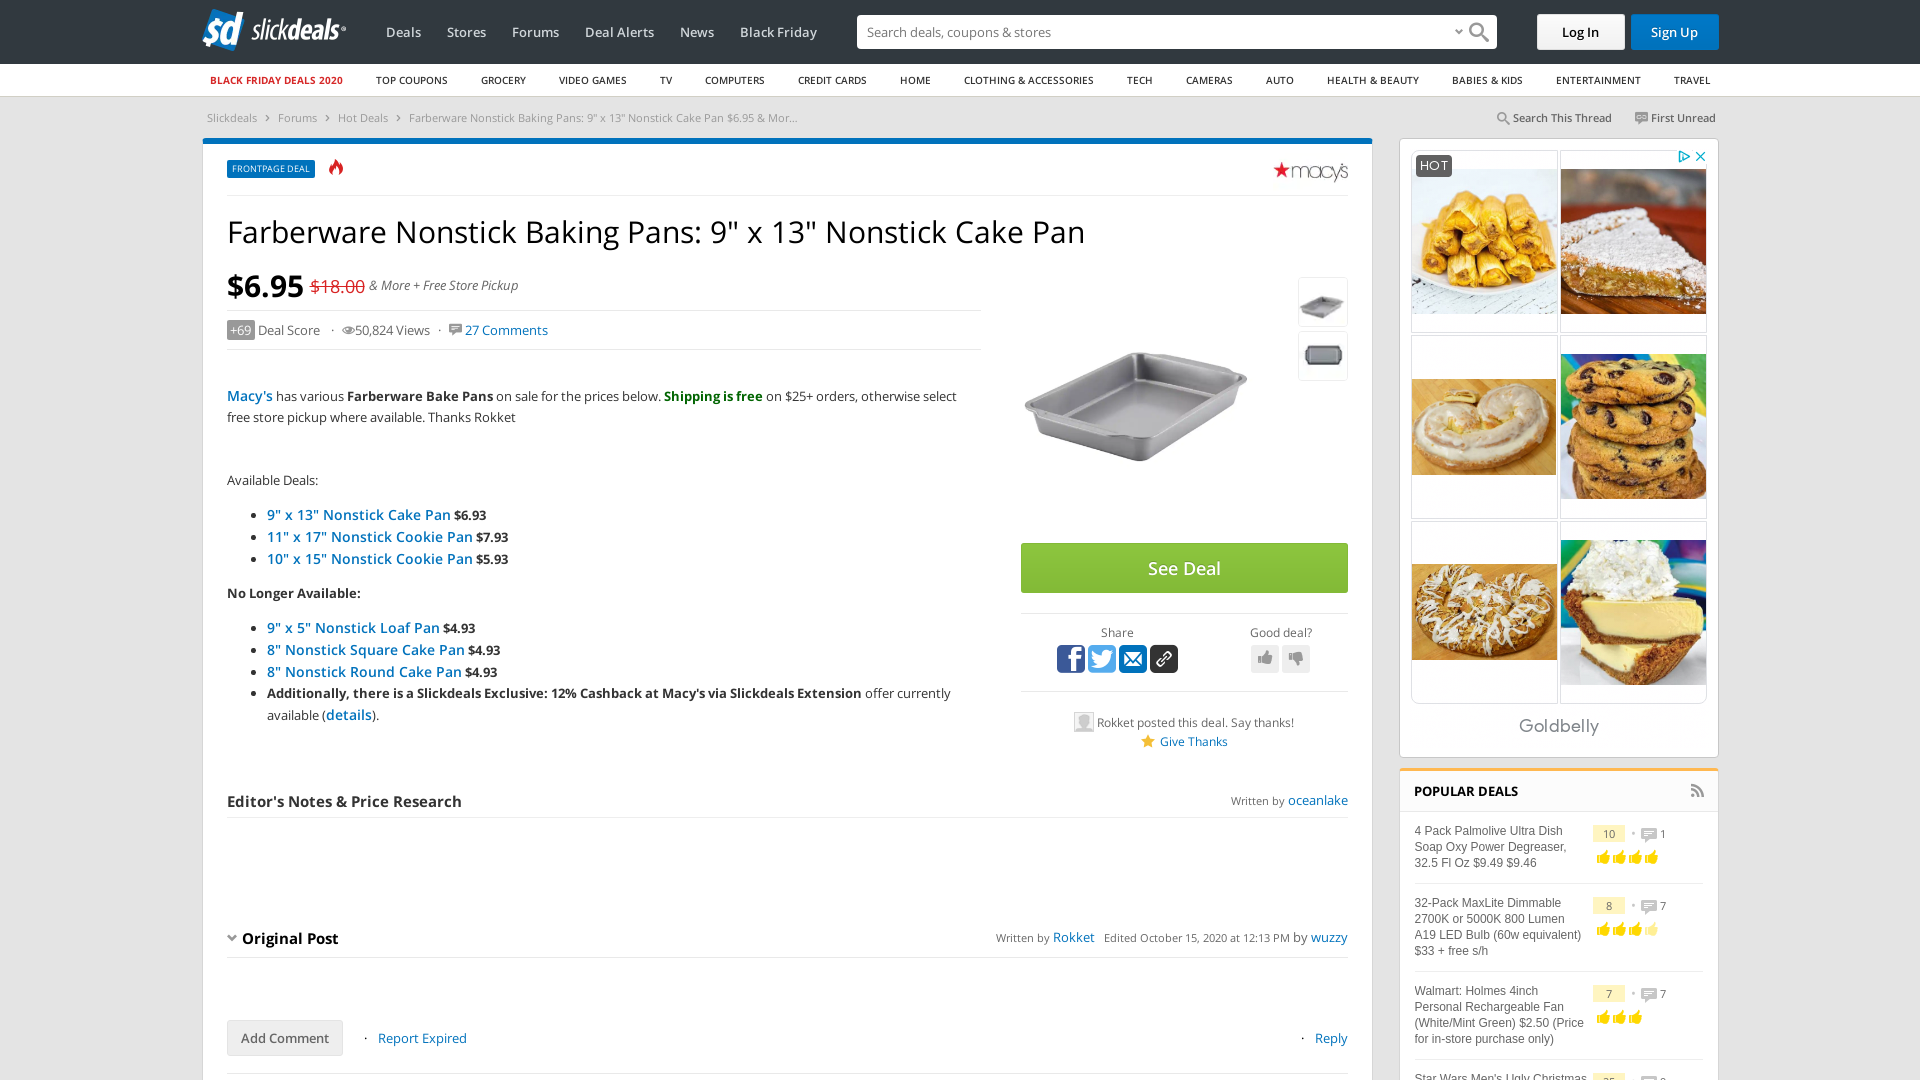 sd slickdeals
Deals Stores Forums Deal Alerts News Black Friday Search deals, coupons & stores Log In Sign Up
BLACK FRIDAY DEALS 2020 TOP COUPONS GROCERY VIDEO GAMES TV COMPUTERS CREDIT CARDS HOME CLOTHING & ACCESSORIES TECH CAMERAS AUTO HEALTH & BEAUTY BABIES & KIDS ENTERTAINMENT TRAVEL
Slickdeals › Forums › Hot Deals › Farberware Nonstick Baking Pans: 9" x 13" Nonstick Cake Pan $6.95 & Mor... Search This Thread First Unread
FRONTPAGE DEAL macy's
Farberware Nonstick Baking Pans: 9" x 13" Nonstick Cake Pan
$6.95 $18.00 & More + Free Store Pickup
+69 Deal Score · 50,824 Views · 27 Comments
Macy's has various Farberware Bake Pans on sale for the prices below. Shipping is free on $25+ orders, otherwise select
free store pickup where available. Thanks Rokket
Available Deals:
• 9" x 13" Nonstick Cake Pan $6.93
• 11" x 17" Nonstick Cookie Pan $7.93
• 10" x 15" Nonstick Cookie Pan $5.93
No Longer Available:
• 9" x 5" Nonstick Loaf Pan $4.93
• 8" Nonstick Square Cake Pan $4.93
• 8" Nonstick Round Cake Pan $4.93
• Additionally, there is a Slickdeals Exclusive: 12% Cashback at Macy's via Slickdeals Extension offer currently
available (details).
See Deal
Share Good deal?
Rokket posted this deal. Say thanks!
Give Thanks
Editor's Notes & Price Research Written by oceanlake
Original Post Written by Rokket Edited October 15, 2020 at 12:13 PM by wuzzy
Add Comment · Report Expired · Reply
HOT
Goldbelly
POPULAR DEALS
4 Pack Palmolive Ultra Dish
Soap Oxy Power Degreaser,
32.5 Fl Oz $9.49 $9.46
10 • 1
32-Pack MaxLite Dimmable
2700K or 5000K 800 Lumen
A19 LED Bulb (60w equivalent)
$33 + free s/h
8 • 7
Walmart: Holmes 4inch
Personal Rechargeable Fan
(White/Mint Green) $2.50 (Price
for in-store purchase only)
7 • 7
Star Wars Men's Ugly Christmas